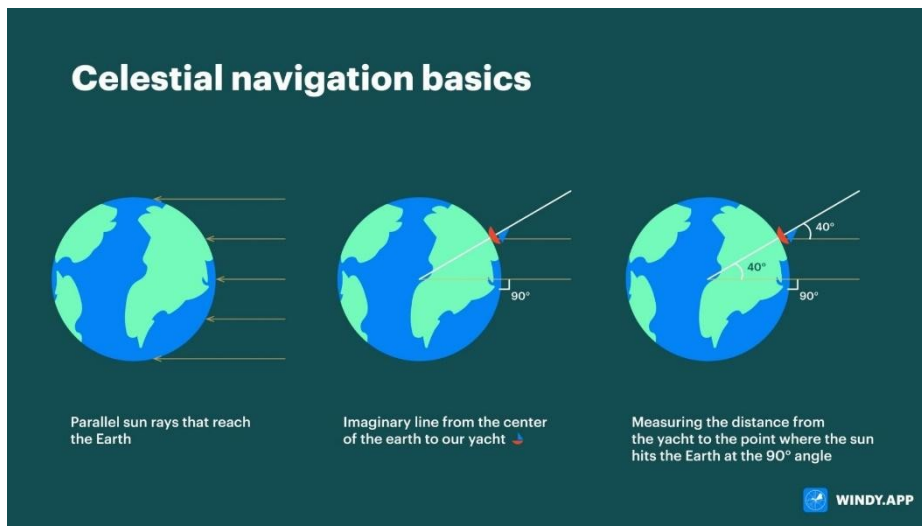 Celestial navigation basics
90°
40°
40°
90°
Parallel sun rays that reach
the Earth
Imaginary line from the center
of the earth to our yacht
Measuring the distance from
the yacht to the point where the sun
hits the Earth at the 90° angle
WINDY.APP